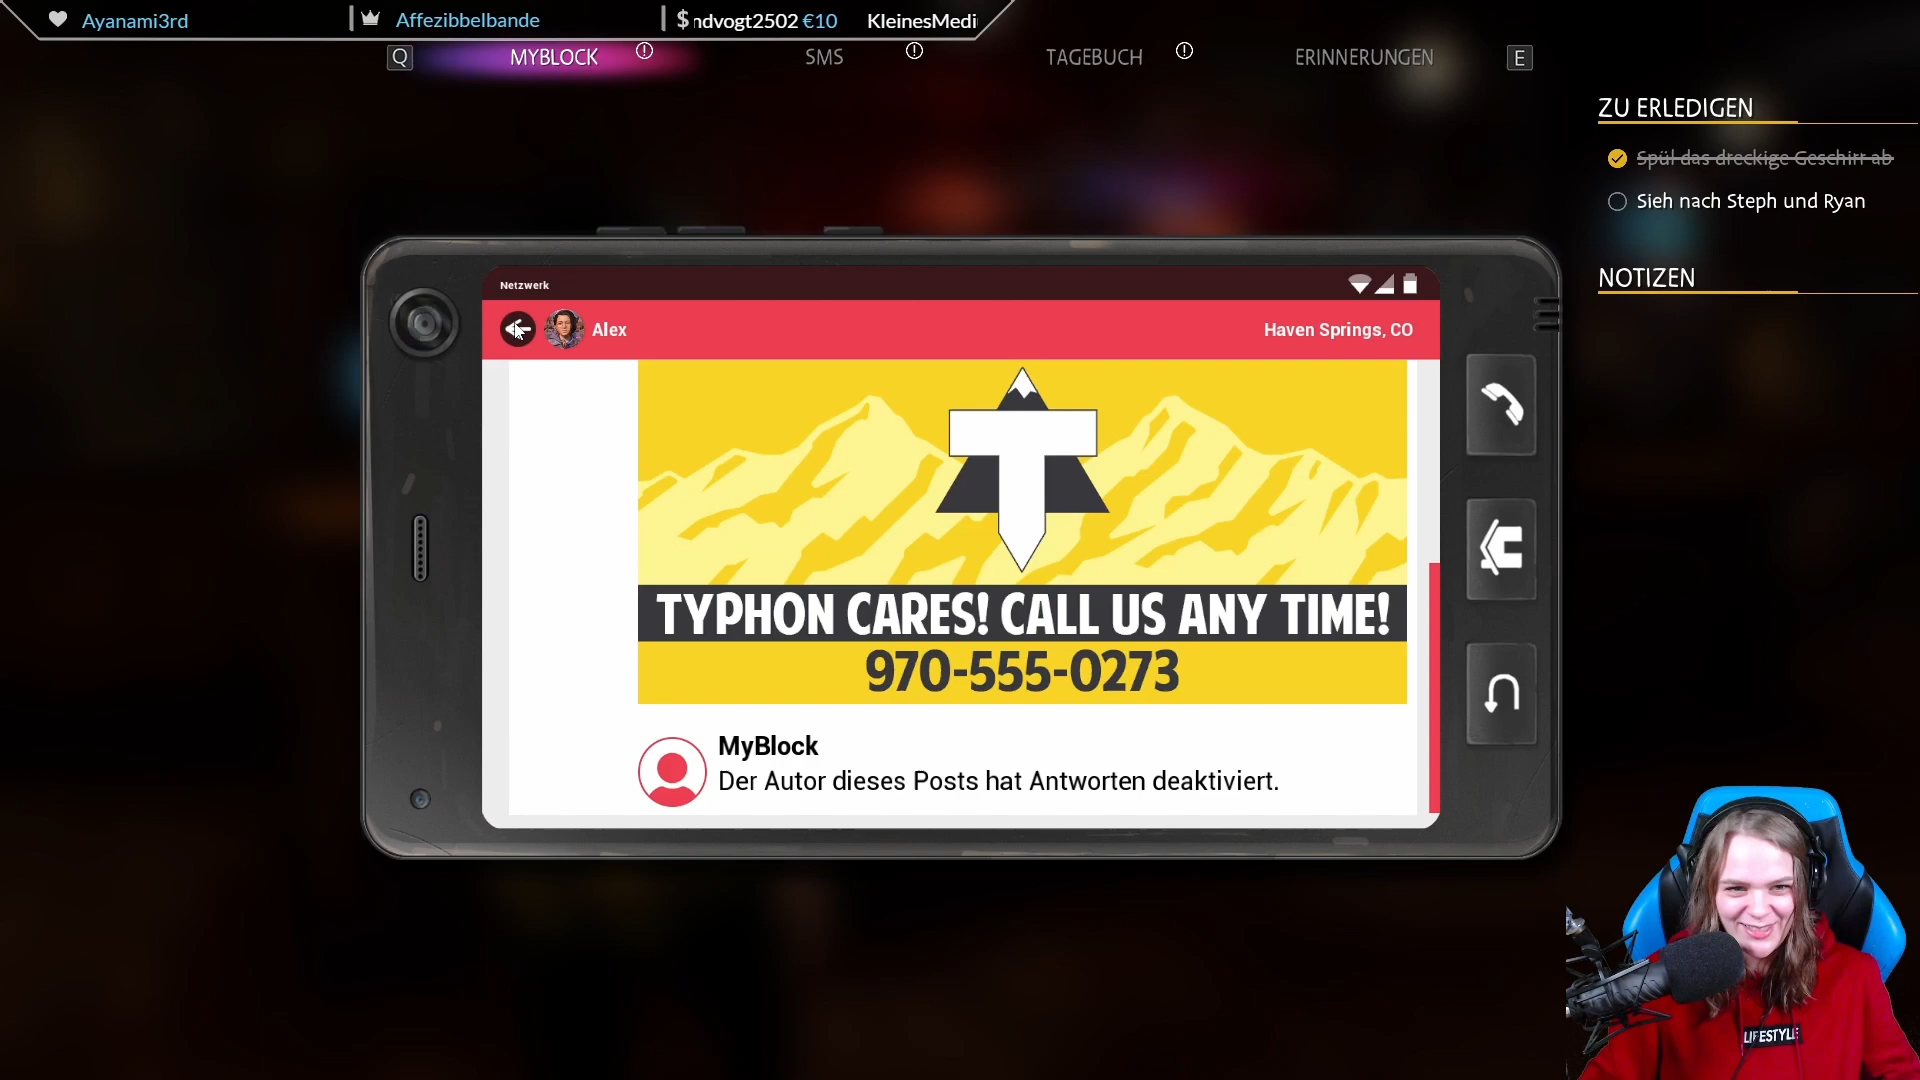 Ayanami3rd
Affezibbelbande
$ndvogt2502 €10 KleinesMedi
Q MYBLOCK SMS TAGEBUCH ERINNERUNGEN E
ZU ERLEDIGEN
Spül das dreckige Geschirr ab
Sieh nach Steph und Ryan
NOTIZEN
Netzwerk
Alex Haven Springs, CO
T
TYPHON CARES! CALL US ANY TIME!
970-555-0273
MyBlock
Der Autor dieses Posts hat Antworten deaktiviert.
LIFESTYLE